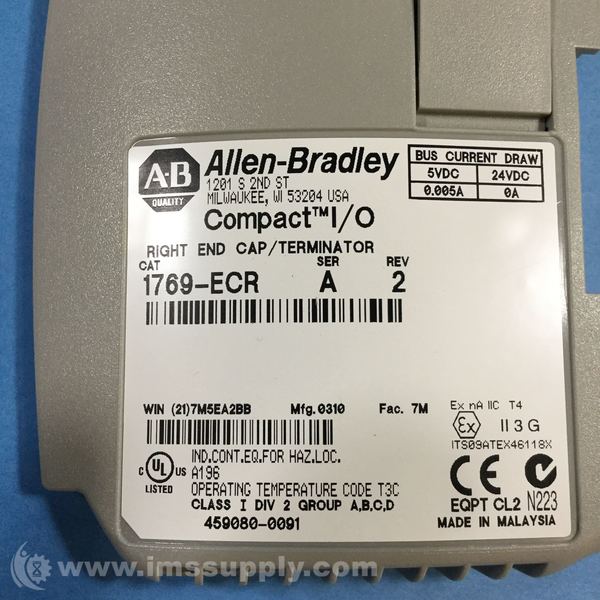 A·B
QUALITY
Allen-Bradley
1201 S 2ND ST
MILWAUKEE, WI 53204 USA
Compact™I/O
BUS CURRENT DRAW
5VDC 24VDC
0.005A 0A
RIGHT END CAP/TERMINATOR
CAT SER REV
1769-ECR A 2
WIN (21)7M5EA2BB Mfg.0310 Fac. 7M
Ex nA IIC T4
Ex II 3 G
ITS09ATEX46118X
C UL US
LISTED
IND.CONT.EQ.FOR HAZ.LOC.
A196
OPERATING TEMPERATURE CODE T3C
CLASS I DIV 2 GROUP A,B,C,D
459080-0091
CE
EQPT CL2 N223
MADE IN MALAYSIA
www.imssupply.com